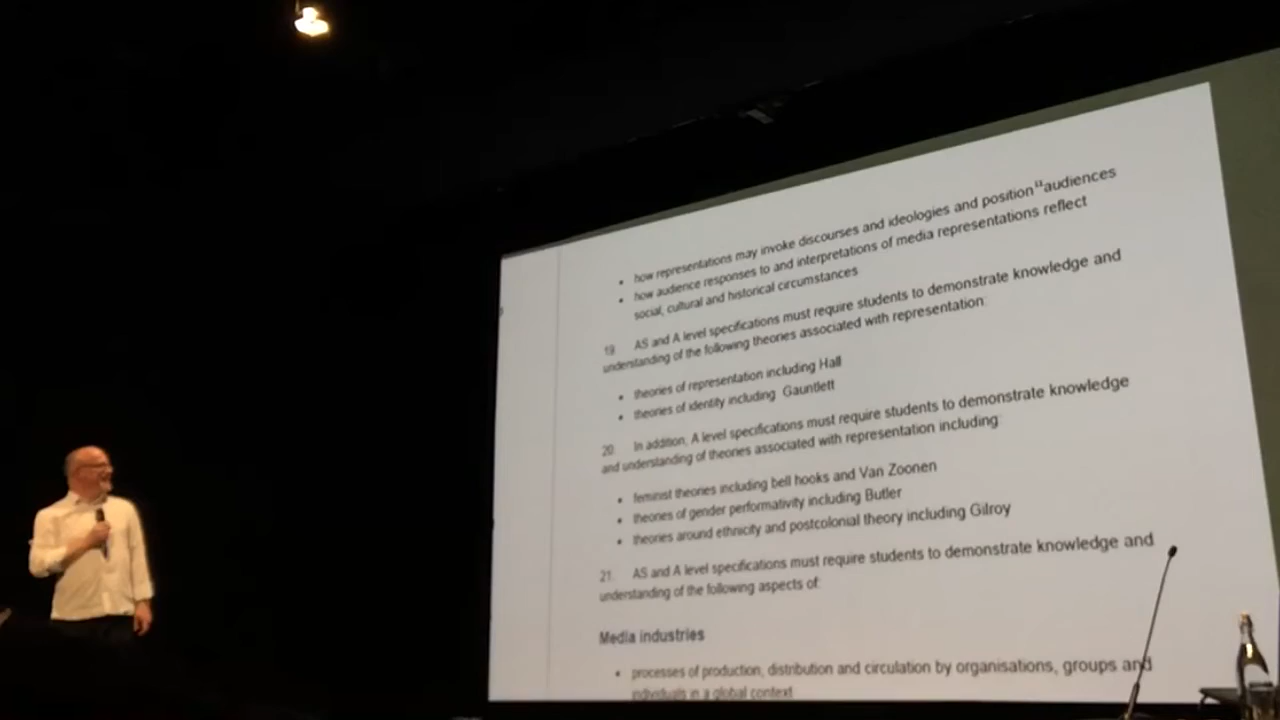 • how representations may invoke discourses and ideologies and position audiences
• how audience responses to and interpretations of media representations reflect
social, cultural and historical circumstances
19. AS and A level specifications must require students to demonstrate knowledge and
understanding of the following theories associated with representation:
• theories of representation including Hall
• theories of identity including Gauntlett
20. In addition, A level specifications must require students to demonstrate knowledge
and understanding of theories associated with representation including:
• feminist theories including bell hooks and Van Zoonen
• theories of gender performativity including Butler
• theories around ethnicity and postcolonial theory including Gilroy
21. AS and A level specifications must require students to demonstrate knowledge and
understanding of the following aspects of:
Media industries
• processes of production, distribution and circulation by organisations, groups and
individuals in a global context